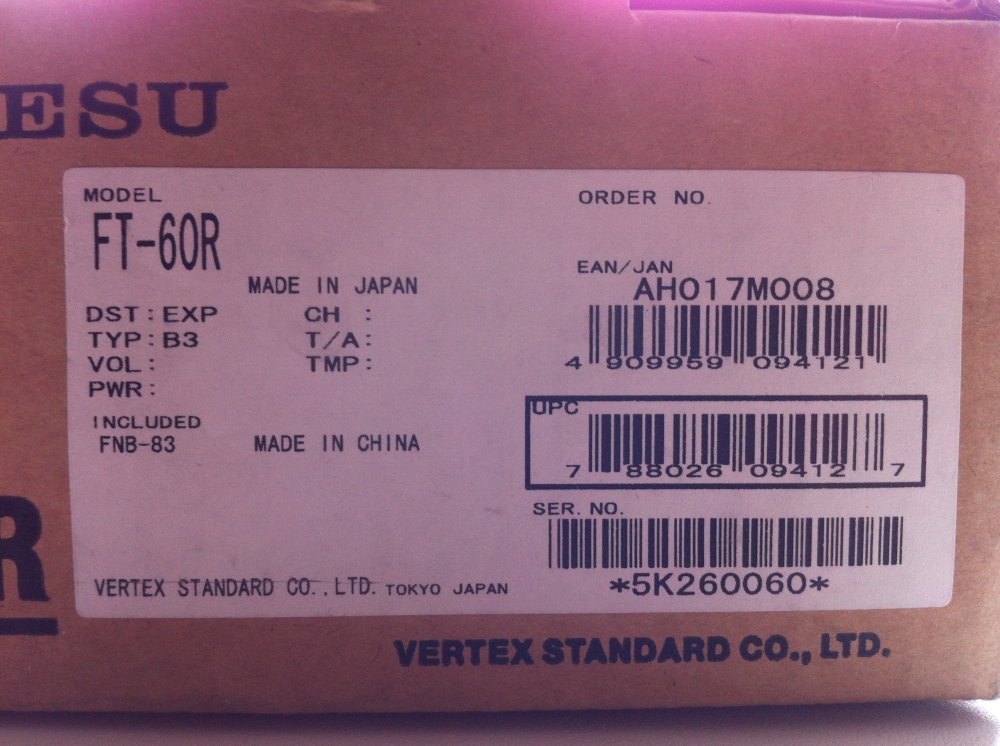 ESU
MODEL
FT-60R
MADE IN JAPAN
DST : EXP
CH :
TYP : B3
T/A :
VOL :
TMP :
PWR :
INCLUDED
FNB-83
MADE IN CHINA
ORDER NO.
EAN/JAN
AH017M008
4 909959 094121
UPC
7 88026 09412 7
SER. NO.
*5K260060*
VERTEX STANDARD CO.,LTD. TOKYO JAPAN
R
VERTEX STANDARD CO., LTD.